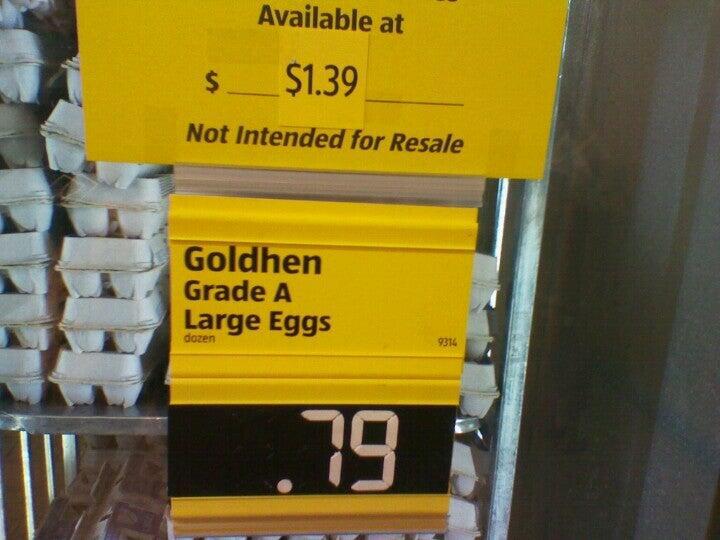 Available at
$ $1.39
Not Intended for Resale
Goldhen
Grade A
Large Eggs
dozen
9314
.79